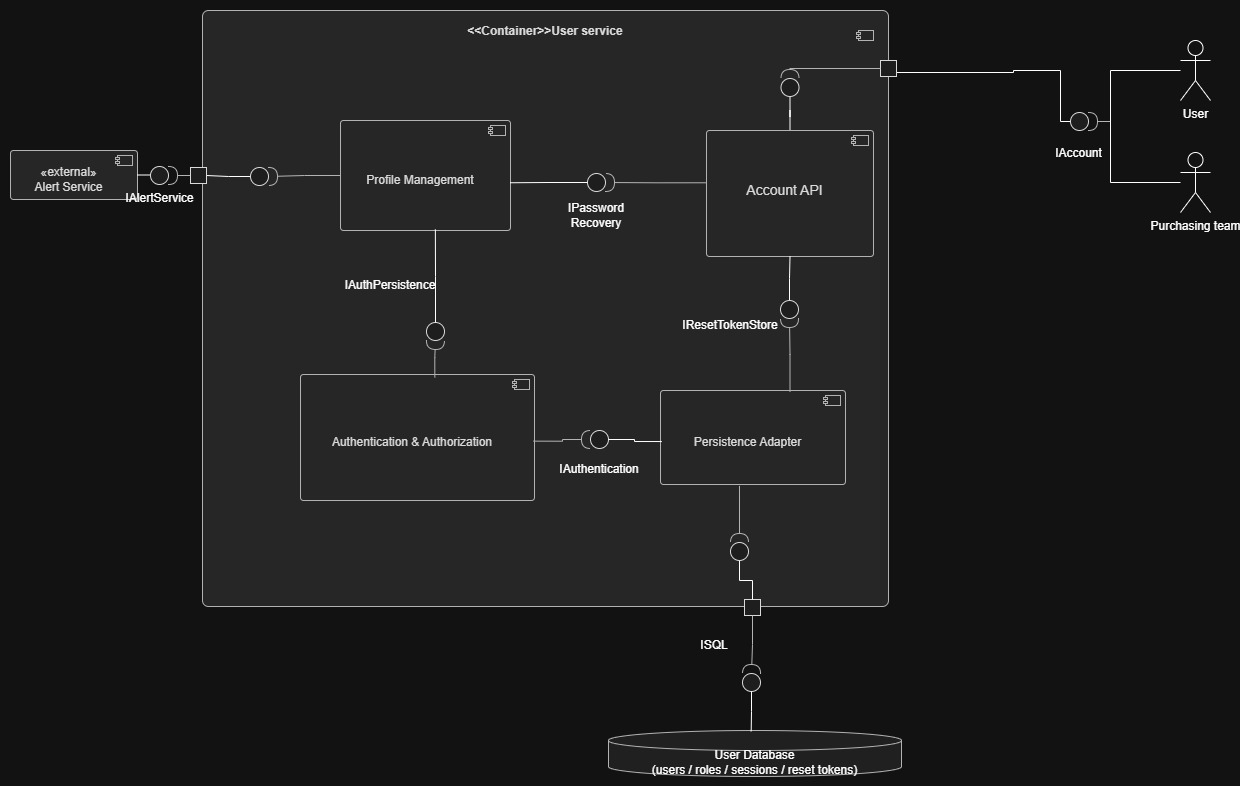 <<Container>>User service
User
IAccount
Purchasing team
«external»
Alert Service
IAlertService
Profile Management
IPassword
Recovery
Account API
IAuthPersistence
IResetTokenStore
Authentication & Authorization
IAuthentication
Persistence Adapter
ISQL
User Database
(users / roles / sessions / reset tokens)